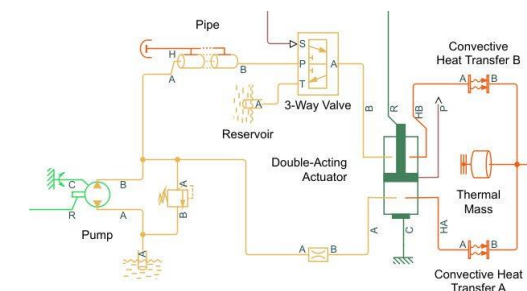 Pipe
H
A
B
S
P
A
T
3-Way Valve
A
Reservoir
B
R
HB
P
Convective
Heat Transfer B
A
B
Double-Acting
Actuator
Thermal
Mass
C
B
R
A
Pump
A
B
A
A
B
A
C
HA
A
B
Convective Heat
Transfer A